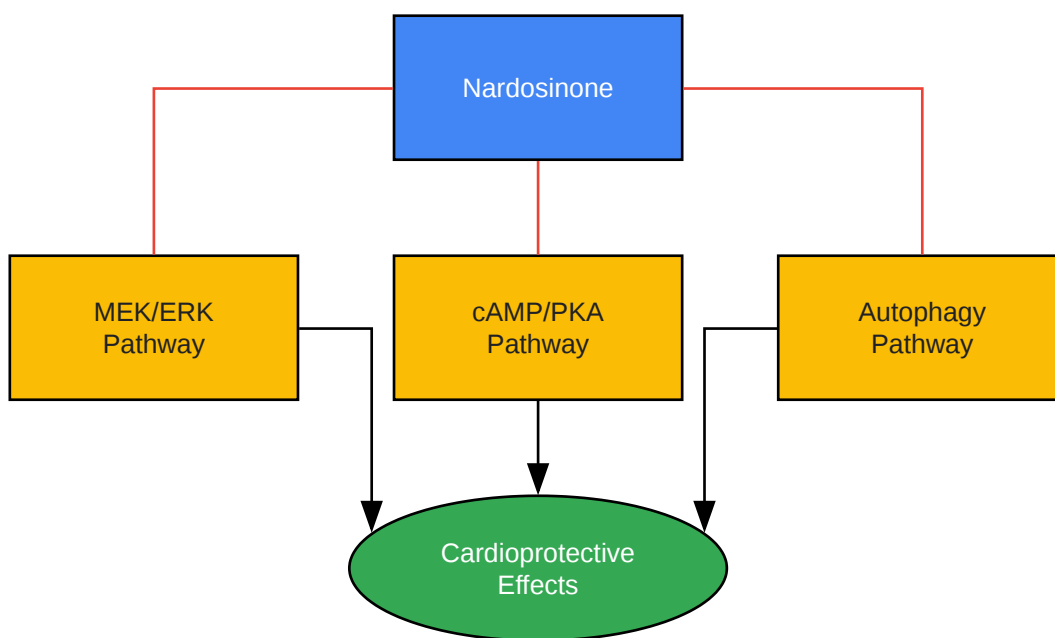 Nardosinone
MEK/ERK
Pathway
cAMP/PKA
Pathway
Autophagy
Pathway
Cardioprotective
Effects